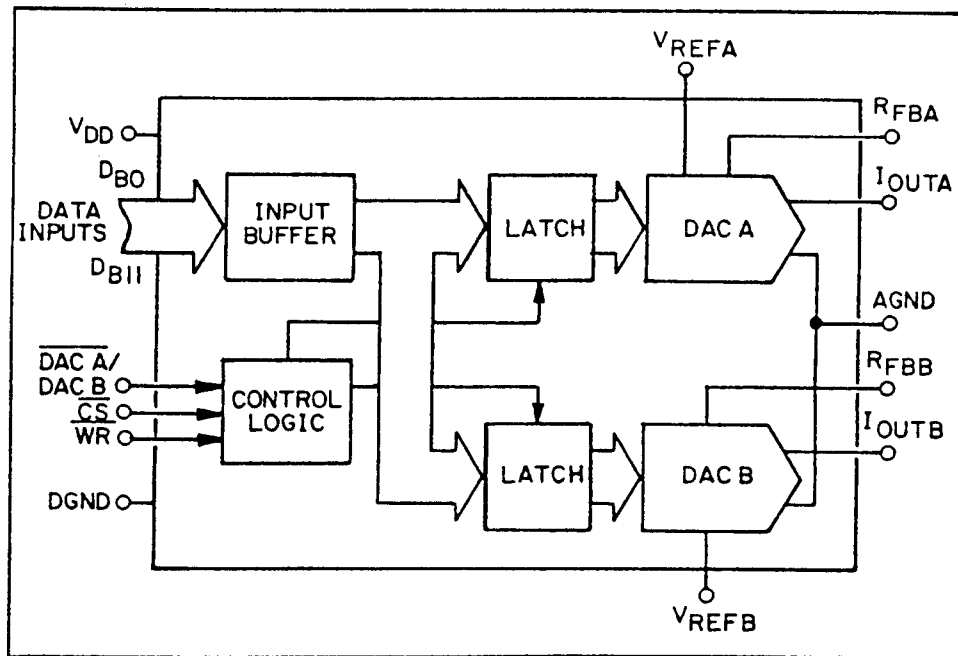 VREFA
RFBA
VDD
DB0
IOUTA
DATA
INPUTS
INPUT
BUFFER
LATCH
DAC A
DB11
AGND
DAC A/
DAC B
CS
WR
CONTROL
LOGIC
RFBB
IOUTB
LATCH
DAC B
DGND
VREFB